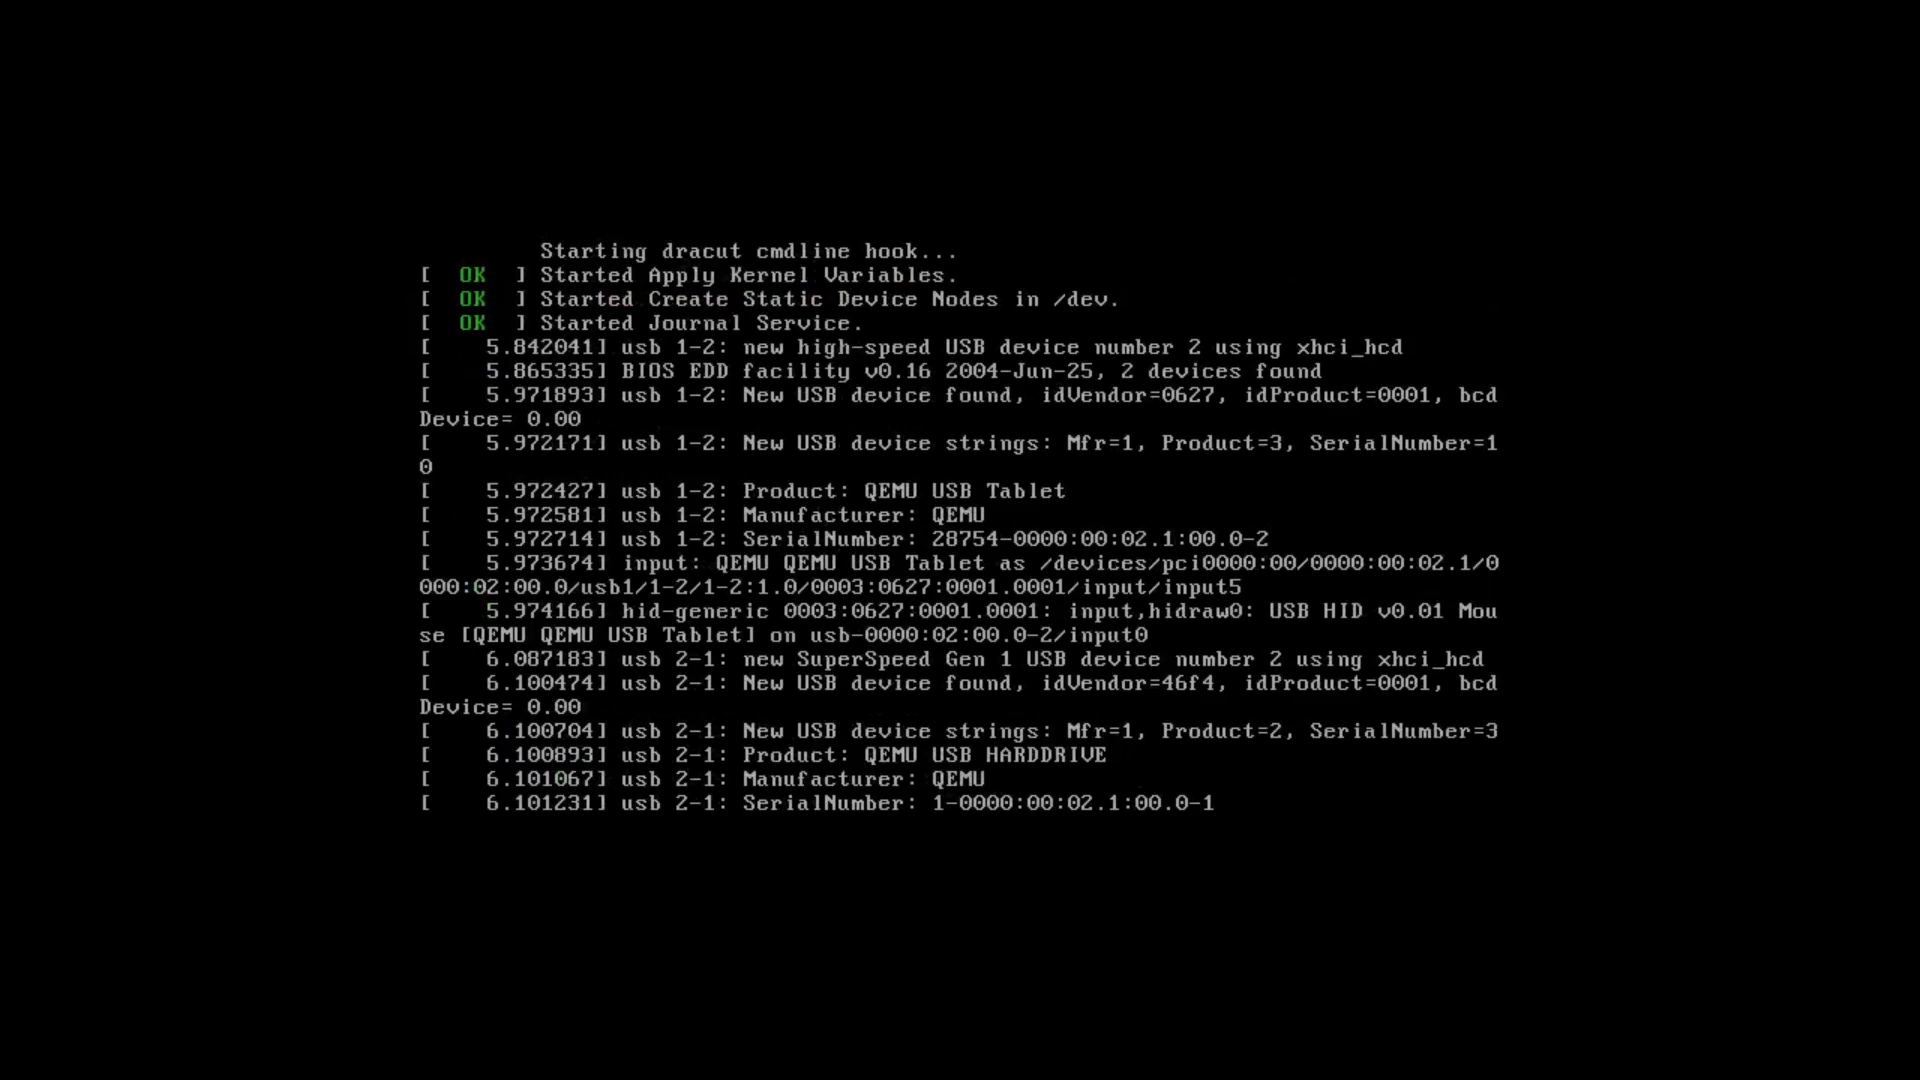 Starting dracut cmdline hook...
[  OK  ] Started Apply Kernel Variables.
[  OK  ] Started Create Static Device Nodes in /dev.
[  OK  ] Started Journal Service.
[    5.842041] usb 1-2: new high-speed USB device number 2 using xhci_hcd
[    5.865335] BIOS EDD facility v0.16 2004-Jun-25, 2 devices found
[    5.971893] usb 1-2: New USB device found, idVendor=0627, idProduct=0001, bcd
Device= 0.00
[    5.972171] usb 1-2: New USB device strings: Mfr=1, Product=3, SerialNumber=1
0
[    5.972427] usb 1-2: Product: QEMU USB Tablet
[    5.972581] usb 1-2: Manufacturer: QEMU
[    5.972714] usb 1-2: SerialNumber: 28754-0000:00:02.1:00.0-2
[    5.973674] input: QEMU QEMU USB Tablet as /devices/pci0000:00/0000:00:02.1/0
000:02:00.0/usb1/1-2/1-2:1.0/0003:0627:0001.0001/input/input5
[    5.974166] hid-generic 0003:0627:0001.0001: input,hidraw0: USB HID v0.01 Mou
se [QEMU QEMU USB Tablet] on usb-0000:02:00.0-2/input0
[    6.087183] usb 2-1: new SuperSpeed Gen 1 USB device number 2 using xhci_hcd
[    6.100474] usb 2-1: New USB device found, idVendor=46f4, idProduct=0001, bcd
Device= 0.00
[    6.100704] usb 2-1: New USB device strings: Mfr=1, Product=2, SerialNumber=3
[    6.100893] usb 2-1: Product: QEMU USB HARDDRIVE
[    6.101067] usb 2-1: Manufacturer: QEMU
[    6.101231] usb 2-1: SerialNumber: 1-0000:00:02.1:00.0-1